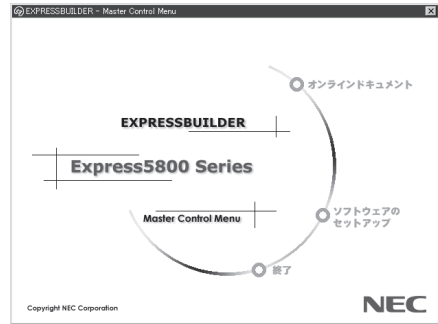 EXPRESSBUILDER - Master Control Menu
オンラインドキュメント
EXPRESSBUILDER
Express5800 Series
Master Control Menu
ソフトウェアの
セットアップ
終了
Copyright NEC Corporation
NEC